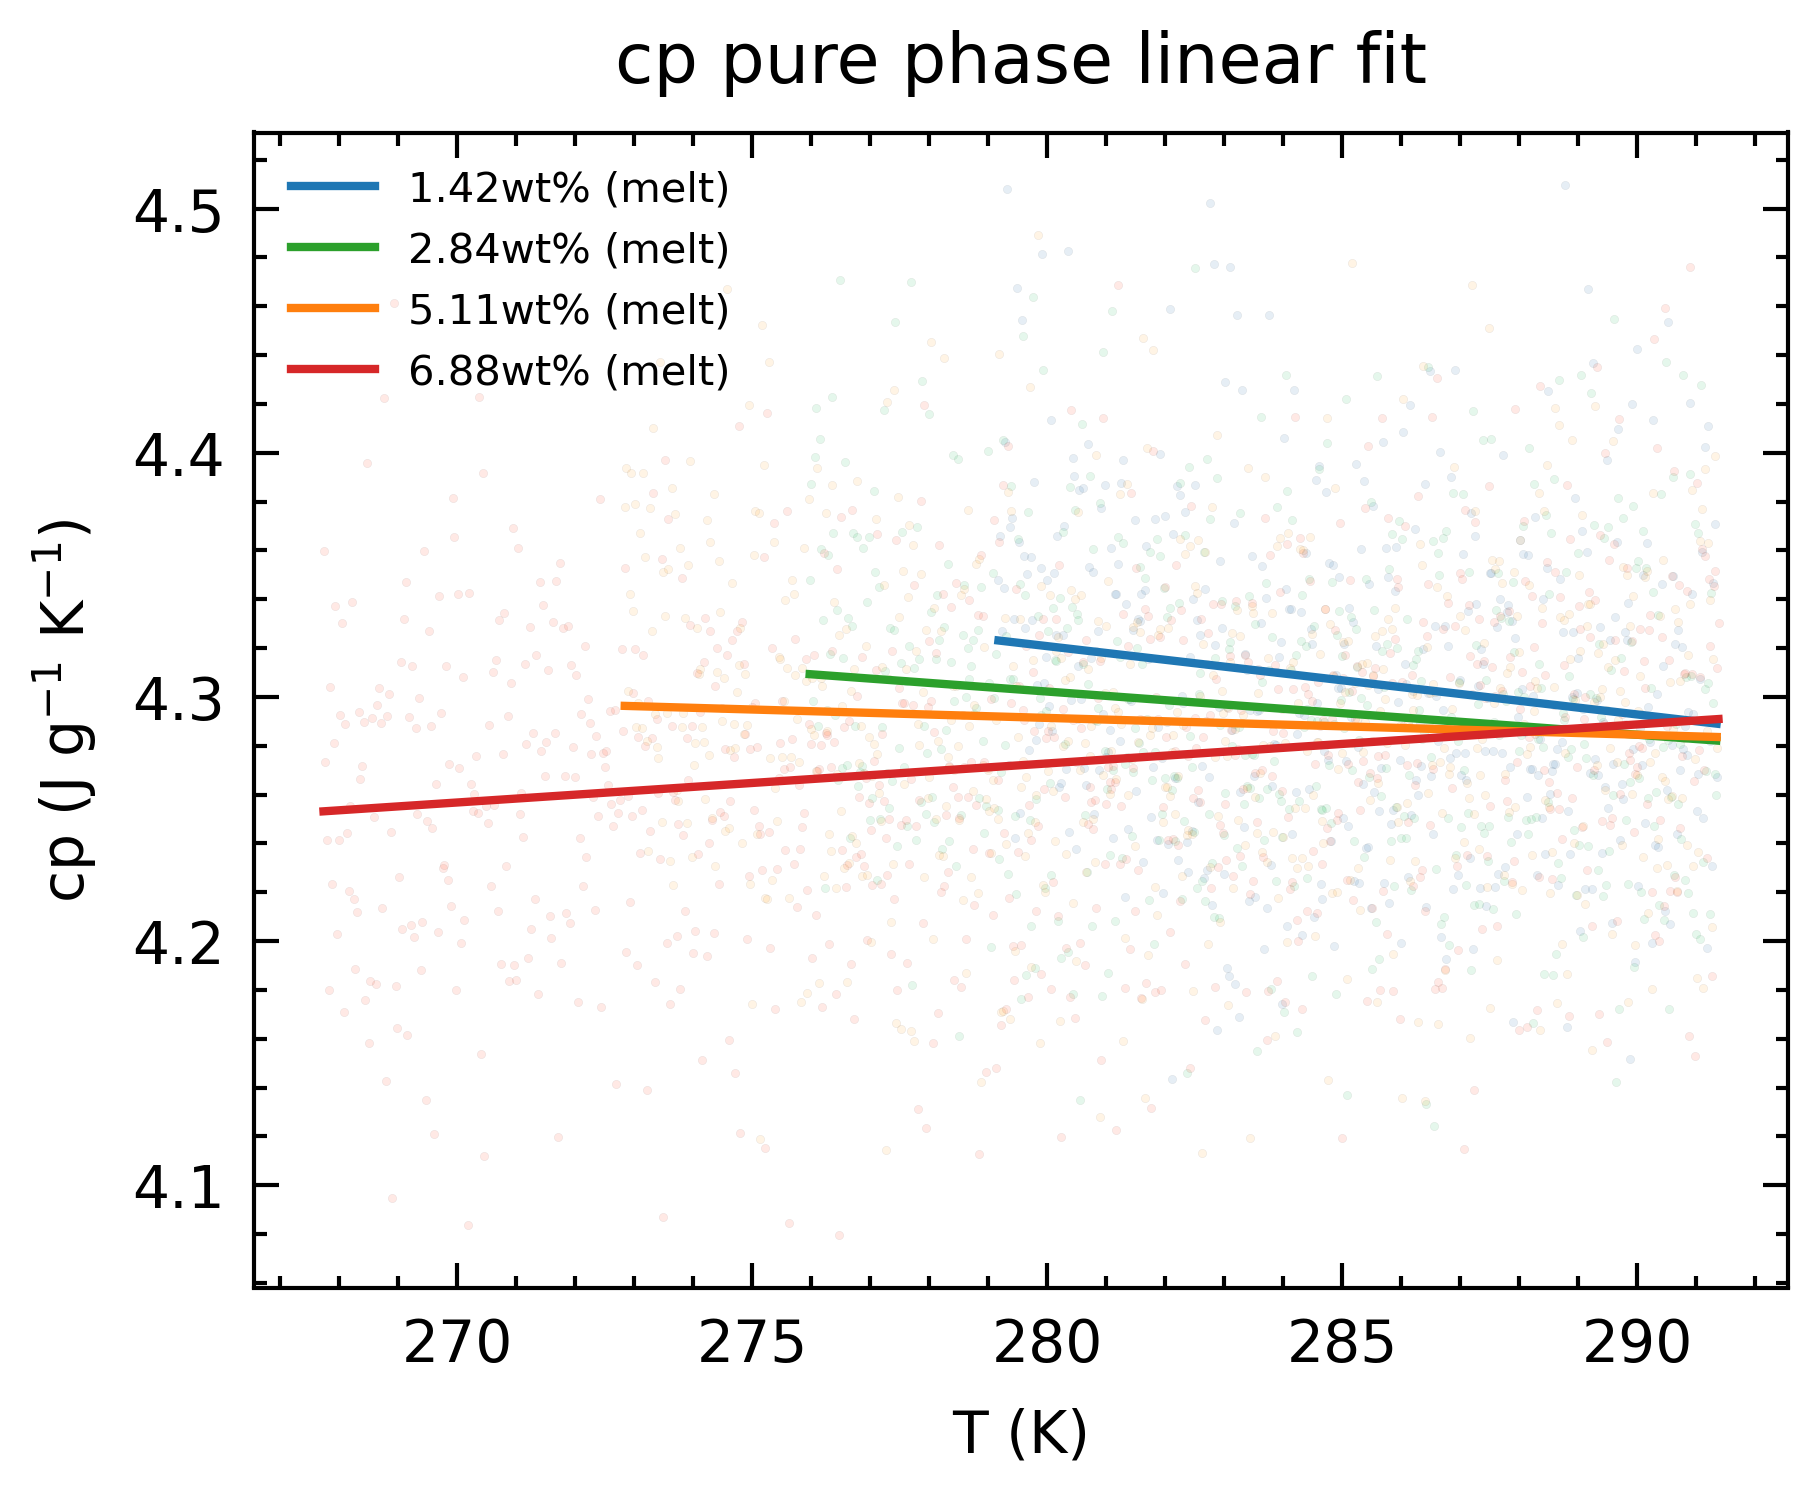 cp pure phase linear fit
1.42wt% (melt)
2.84wt% (melt)
5.11wt% (melt)
6.88wt% (melt)
4.5
4.4
4.3
4.2
4.1
cp (J g⁻¹ K⁻¹)
270 275 280 285 290
T (K)